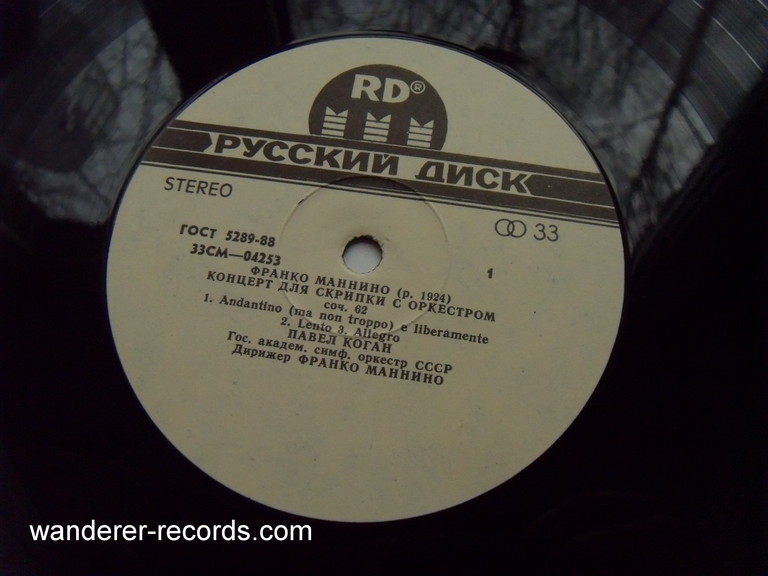 RD®
РУССКИЙ ДИСК
STEREO
33
ГОСТ 5289-88
33СМ—04253
1
ФРАНКО МАННИНО (р. 1924)
КОНЦЕРТ ДЛЯ СКРИПКИ С ОРКЕСТРОМ
соч. 62
1. Andantino (ma non troppo) e liberamente
2. Lento 3. Allegro
ПАВЕЛ КОГАН
Гос. академ. симф. оркестр СССР
Дирижер ФРАНКО МАННИНО
wanderer-records.com